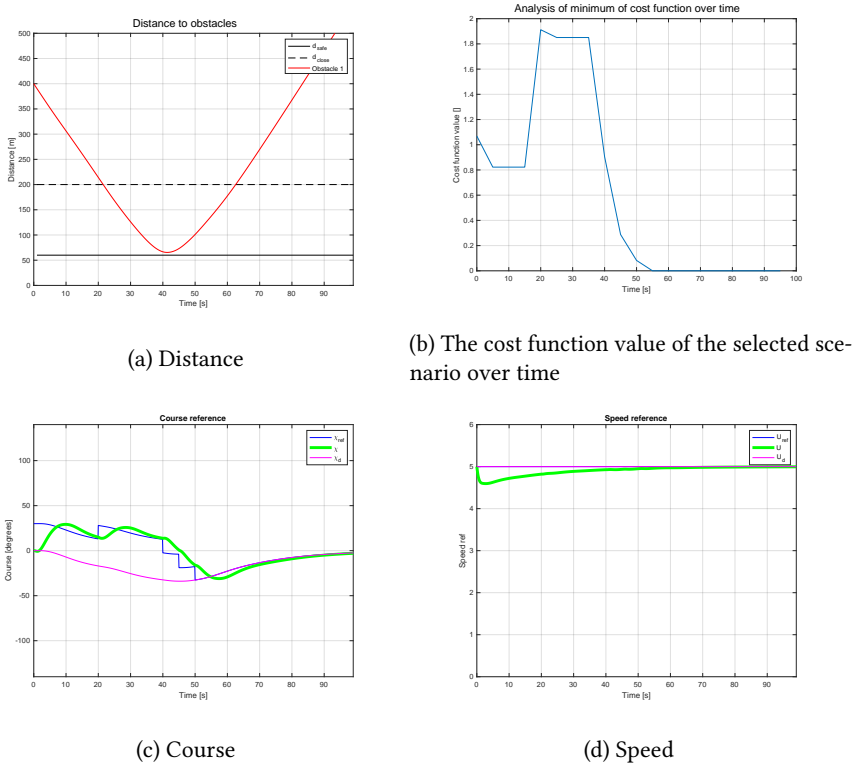 Distance to obstacles
d_safe
d_close
Obstacle 1
500
450
400
350
300
250
200
150
100
50
0
Distance [m]
0 10 20 30 40 50 60 70 80 90
Time [s]
(a) Distance
Analysis of minimum of cost function over time
2
1.8
1.6
1.4
1.2
1
0.8
0.6
0.4
0.2
0
Cost function value []
0 10 20 30 40 50 60 70 80 90 100
Time [s]
(b) The cost function value of the selected sce-
nario over time
Course reference
χ_ref
χ
χ_d
100
50
0
-50
-100
Course [degrees]
0 10 20 30 40 50 60 70 80 90
Time [s]
(c) Course
Speed reference
U_ref
U
U_d
6
5
4
3
2
1
0
Speed ref
0 10 20 30 40 50 60 70 80 90
Time [s]
(d) Speed